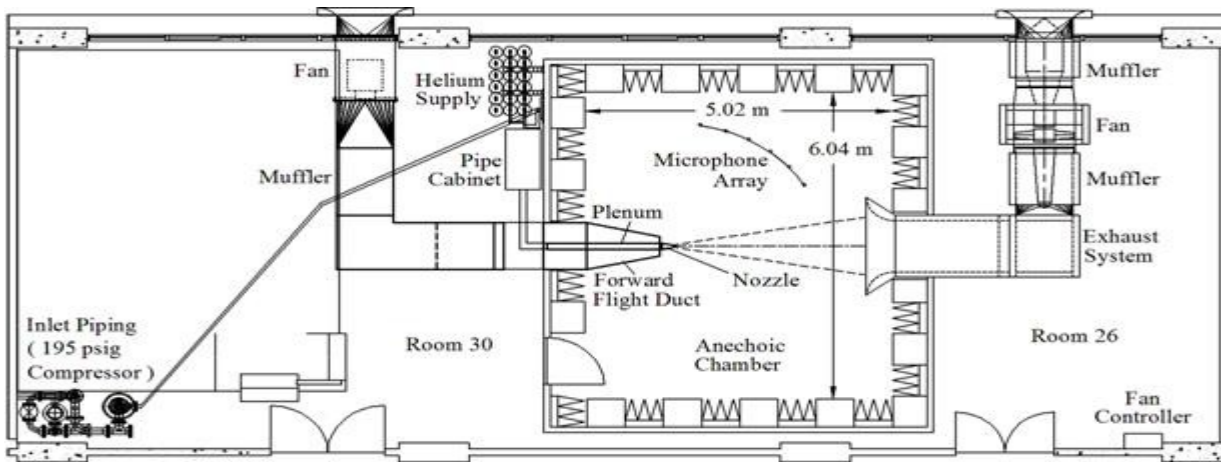 Fan
Helium
Supply
5.02 m
Muffler
Fan
6.04 m
Microphone
Array
Pipe
Cabinet
Muffler
Muffler
Plenum
Exhaust
System
Forward
Flight Duct
Nozzle
Inlet Piping
( 195 psig
Compressor )
Room 30
Anechoic
Chamber
Room 26
Fan
Controller